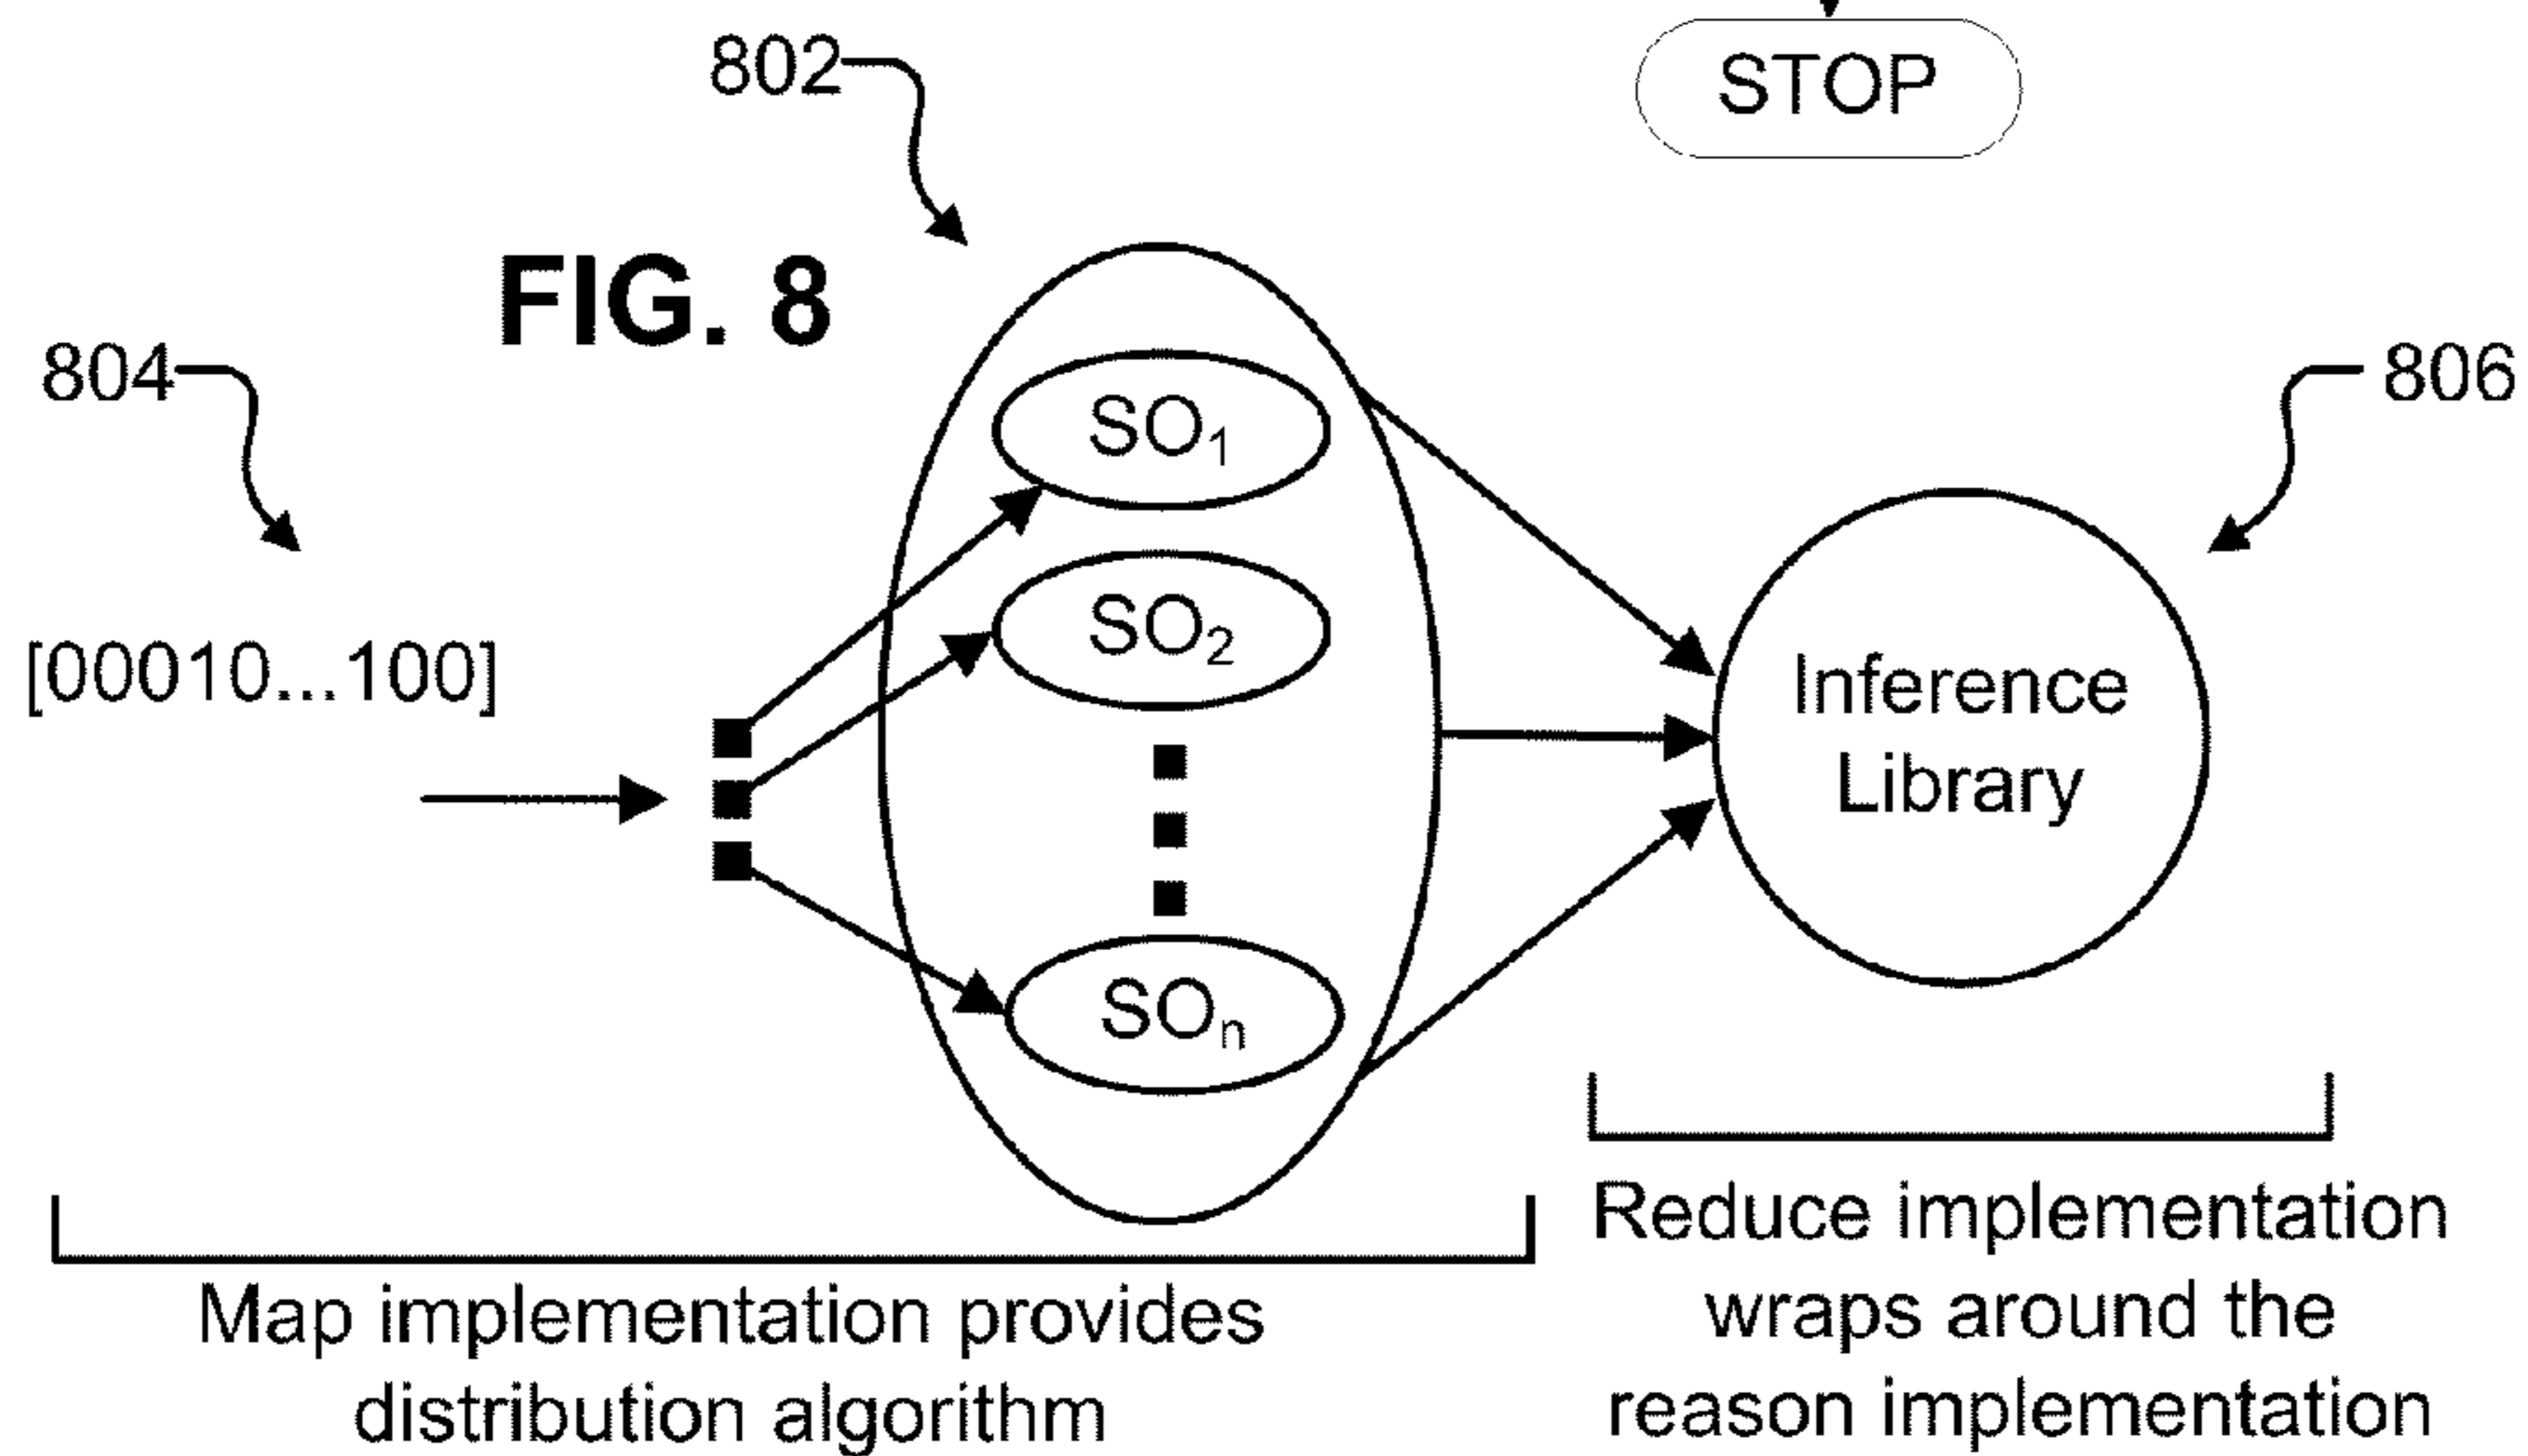 STOP
802
FIG. 8
804
806
SO1
[00010...100]
SO2
Inference
Library
SOn
Map implementation provides
distribution algorithm
Reduce implementation
wraps around the
reason implementation